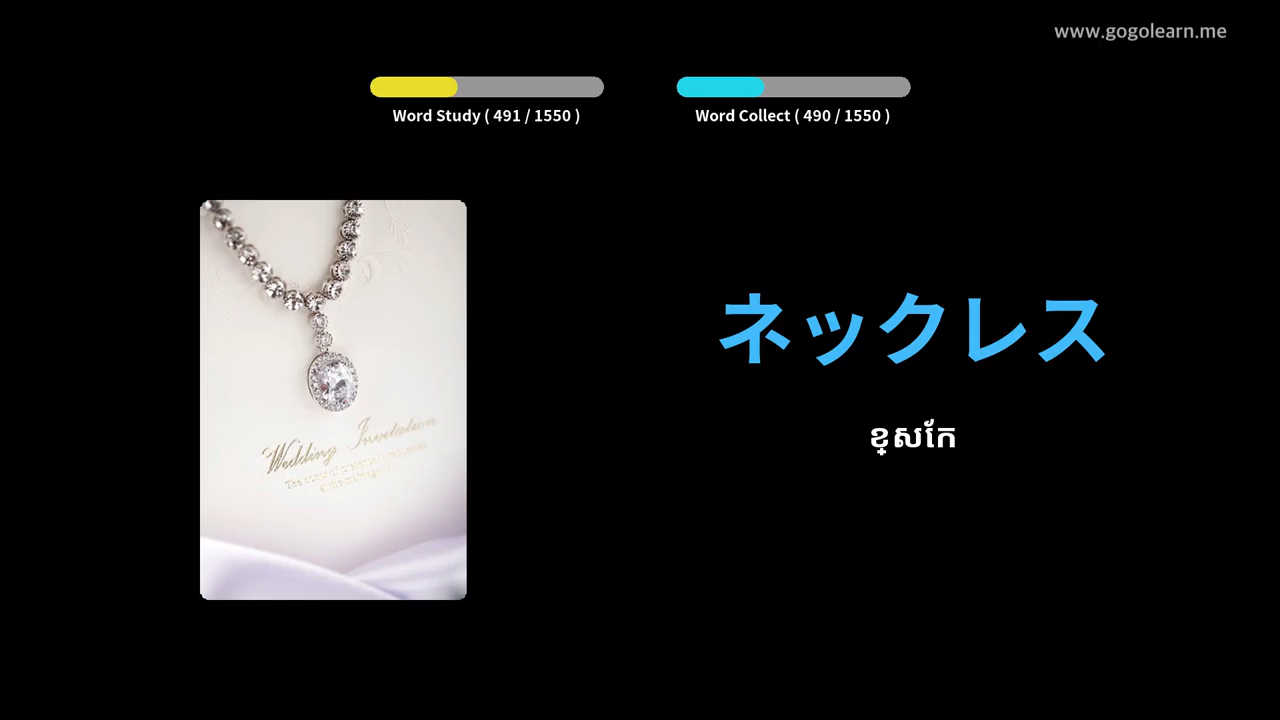 www.gogolearn.me
Word Study ( 491 / 1550 )
Word Collect ( 490 / 1550 )
ネックレス
ខ្សែក
Wedding Invitation